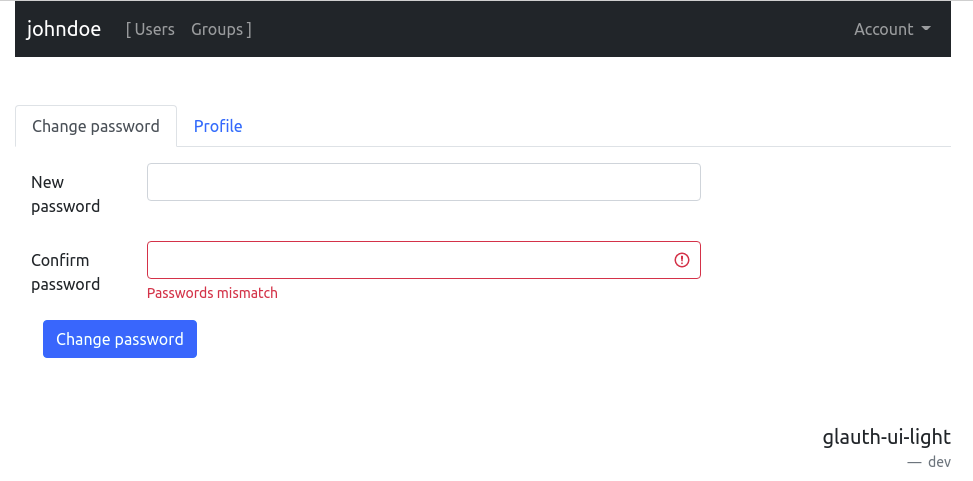 johndoe [ Users Groups ] Account
Change password Profile
New
password
Confirm
password
Passwords mismatch
Change password
glauth-ui-light
— dev